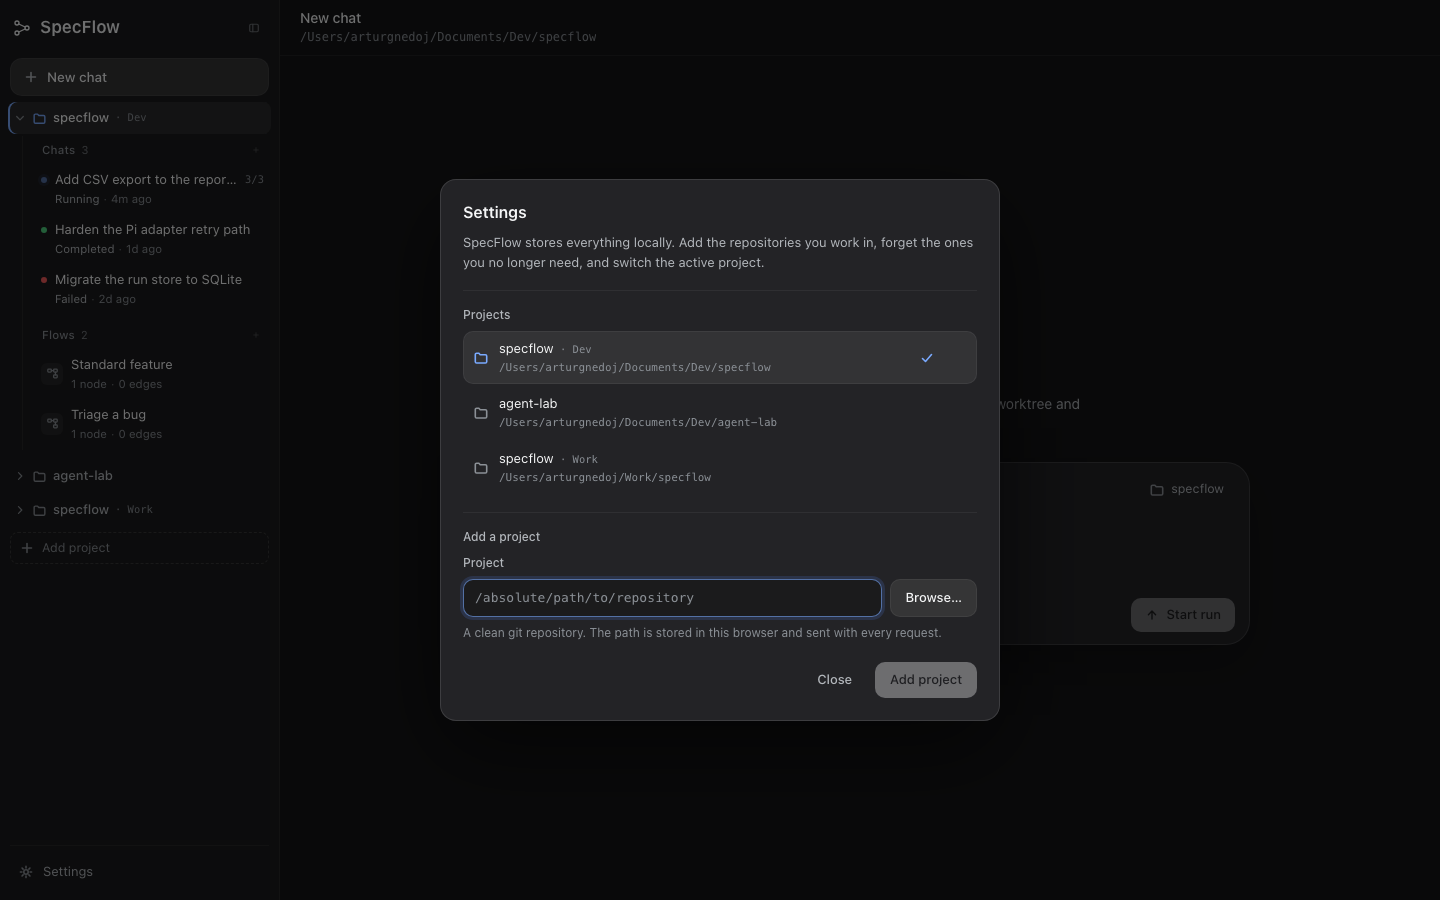 SpecFlow
New chat
specflow · Dev
Chats 3
Add CSV export to the repor... 3/3
Running · 4m ago
Harden the Pi adapter retry path
Completed · 1d ago
Migrate the run store to SQLite
Failed · 2d ago
Flows 2
Standard feature
1 node · 0 edges
Triage a bug
1 node · 0 edges
agent-lab
specflow · Work
Add project
Settings
New chat
/Users/arturgnedoj/Documents/Dev/specflow
worktree and
specflow
Start run
Settings
SpecFlow stores everything locally. Add the repositories you work in, forget the ones
you no longer need, and switch the active project.
Projects
specflow · Dev
/Users/arturgnedoj/Documents/Dev/specflow
agent-lab
/Users/arturgnedoj/Documents/Dev/agent-lab
specflow · Work
/Users/arturgnedoj/Work/specflow
Add a project
Project
/absolute/path/to/repository
Browse...
A clean git repository. The path is stored in this browser and sent with every request.
Close
Add project